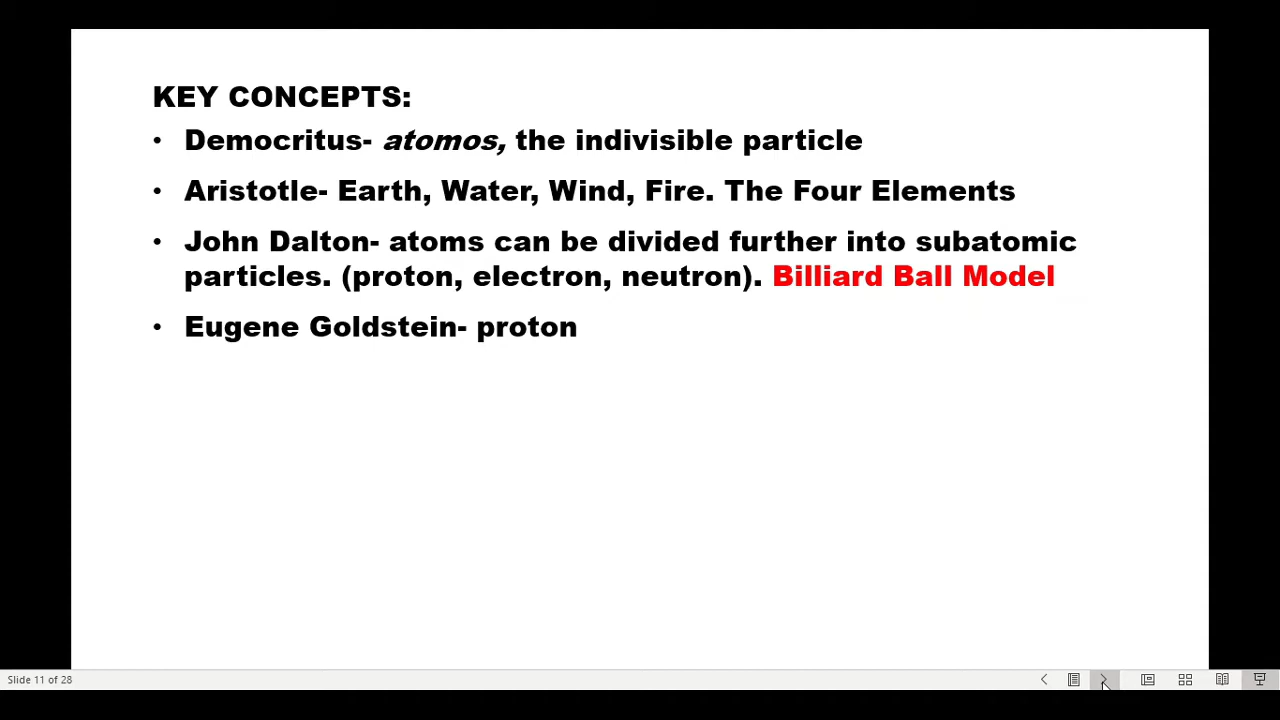 KEY CONCEPTS:
• Democritus- atomos, the indivisible particle
• Aristotle- Earth, Water, Wind, Fire. The Four Elements
• John Dalton- atoms can be divided further into subatomic
particles. (proton, electron, neutron). Billiard Ball Model
• Eugene Goldstein- proton
Slide 11 of 28